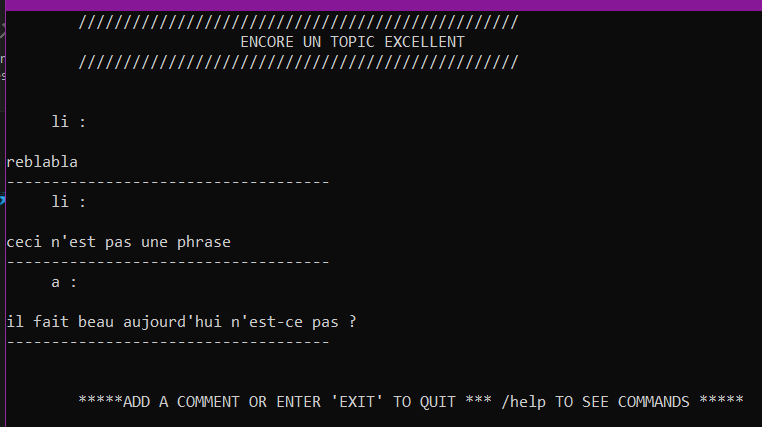 /////////////////////////////////////////////////
ENCORE UN TOPIC EXCELLENT
/////////////////////////////////////////////////
li :
reblabla
------------------------------------
li :
ceci n'est pas une phrase
------------------------------------
a :
il fait beau aujourd'hui n'est-ce pas ?
------------------------------------
*****ADD A COMMENT OR ENTER 'EXIT' TO QUIT *** /help TO SEE COMMANDS *****